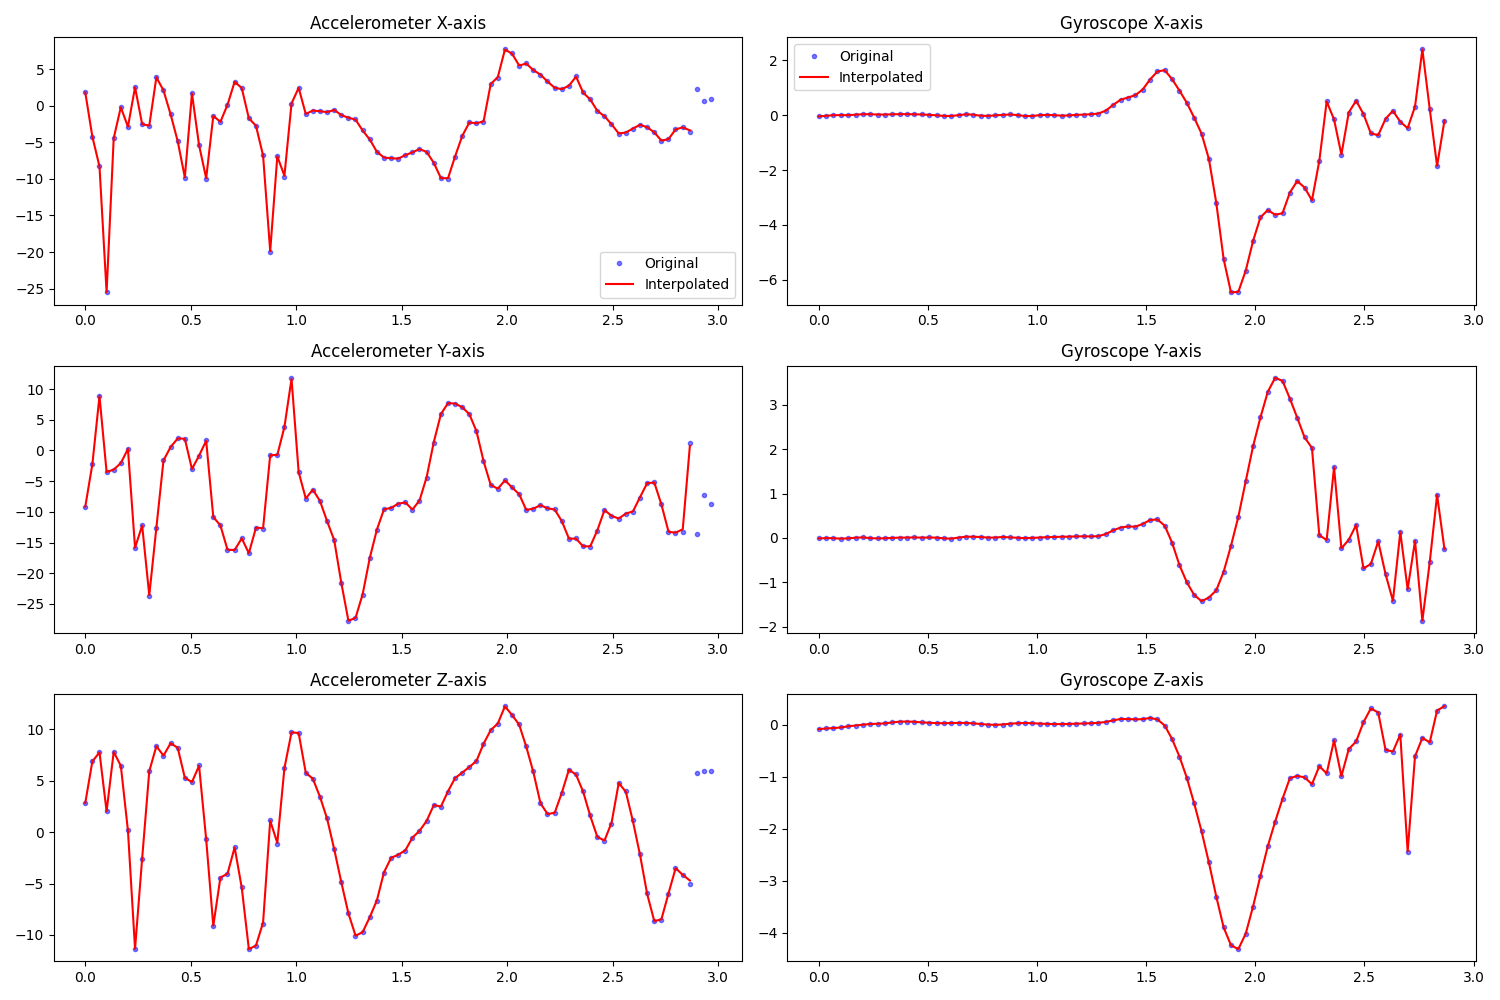 Accelerometer X-axis
5
0
−5
−10
−15
−20
−25
Original
Interpolated
0.0 0.5 1.0 1.5 2.0 2.5 3.0
Gyroscope X-axis
Original
Interpolated
2
0
−2
−4
−6
0.0 0.5 1.0 1.5 2.0 2.5 3.0
Accelerometer Y-axis
10
5
0
−5
−10
−15
−20
−25
0.0 0.5 1.0 1.5 2.0 2.5 3.0
Gyroscope Y-axis
3
2
1
0
−1
−2
0.0 0.5 1.0 1.5 2.0 2.5 3.0
Accelerometer Z-axis
10
5
0
−5
−10
0.0 0.5 1.0 1.5 2.0 2.5 3.0
Gyroscope Z-axis
0
−1
−2
−3
−4
0.0 0.5 1.0 1.5 2.0 2.5 3.0